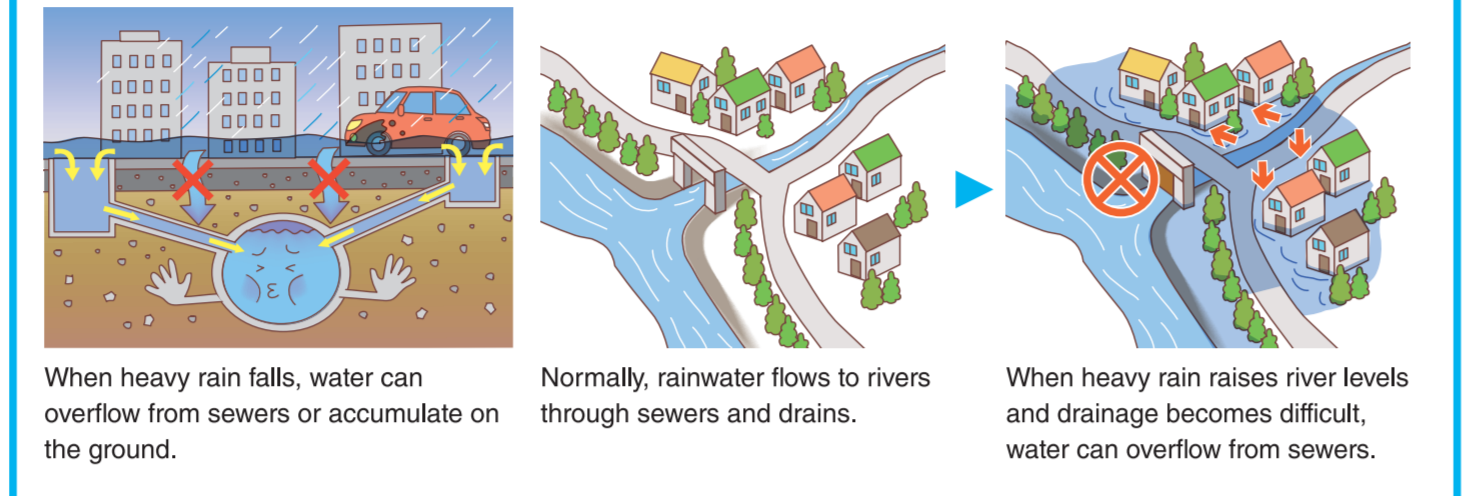 When heavy rain falls, water can
overflow from sewers or accumulate on
the ground.
Normally, rainwater flows to rivers
through sewers and drains.
When heavy rain raises river levels
and drainage becomes difficult,
water can overflow from sewers.